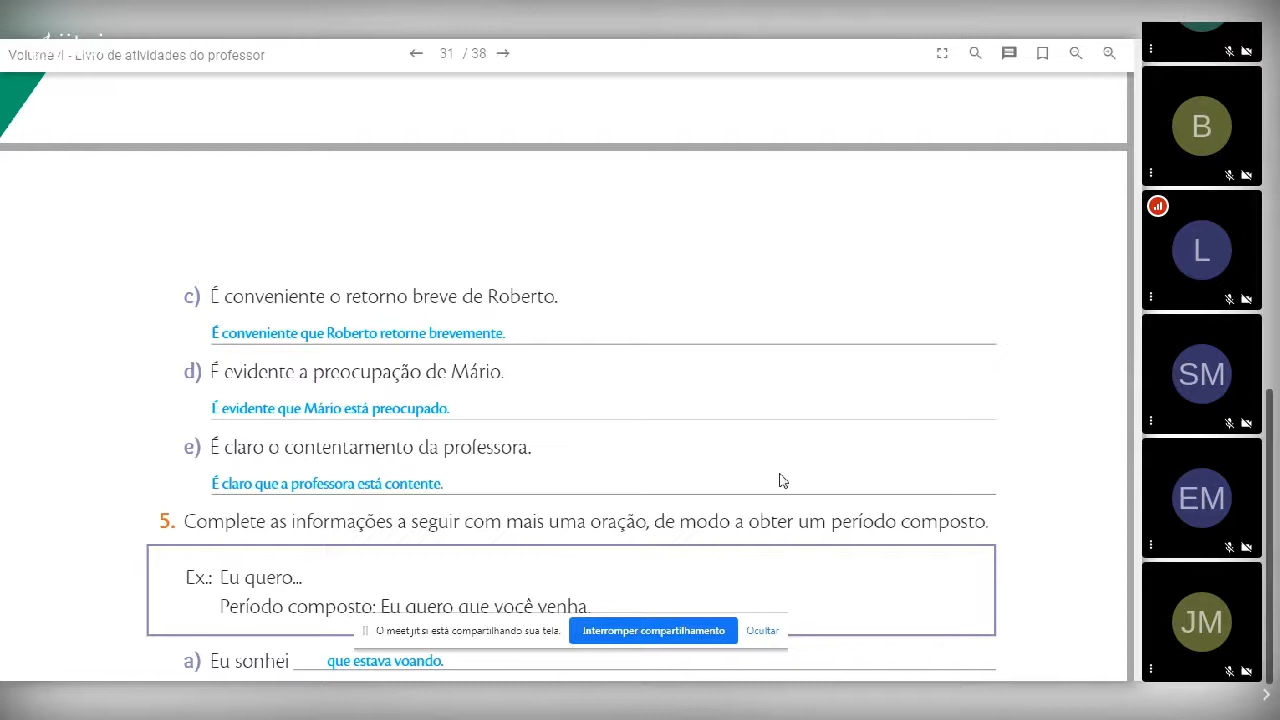 Volume 4 - Livro de atividades do professor
31 / 38
c) É conveniente o retorno breve de Roberto.
É conveniente que Roberto retorne brevemente.
d) É evidente a preocupação de Mário.
É evidente que Mário está preocupado.
e) É claro o contentamento da professora.
É claro que a professora está contente.
5. Complete as informações a seguir com mais uma oração, de modo a obter um período composto.
Ex.: Eu quero...
Período composto: Eu quero que você venha.
O meet.jit.si está compartilhando sua tela.
Interromper compartilhamento
Ocultar
a) Eu sonhei que estava voando.
B
L
SM
EM
JM